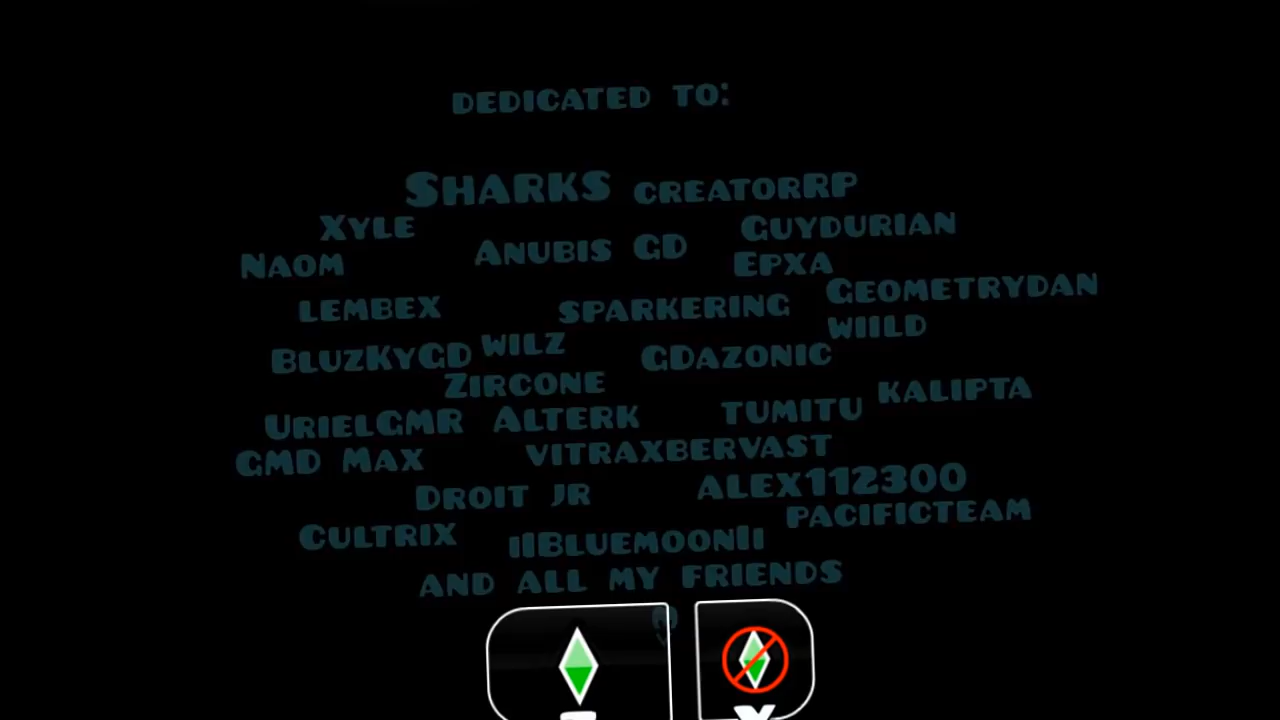 DEDICATED TO:
SHARKS CREATORRP
XYLE GUYDURIAN
NAOM ANUBIS GD EPXA
LEMBEX SPARKERING GEOMETRYDAN
WIILD
BLUZKYGD WILZ GDAZONIC
ZIRCONE KALIPTA
URIELGMR ALTERK TUMITU
GMD MAX VITRAXBERVAST
DROIT JR ALEX112300
CULTRIX IIIBLUEMOONIII PACIFICTEAM
AND ALL MY FRIENDS